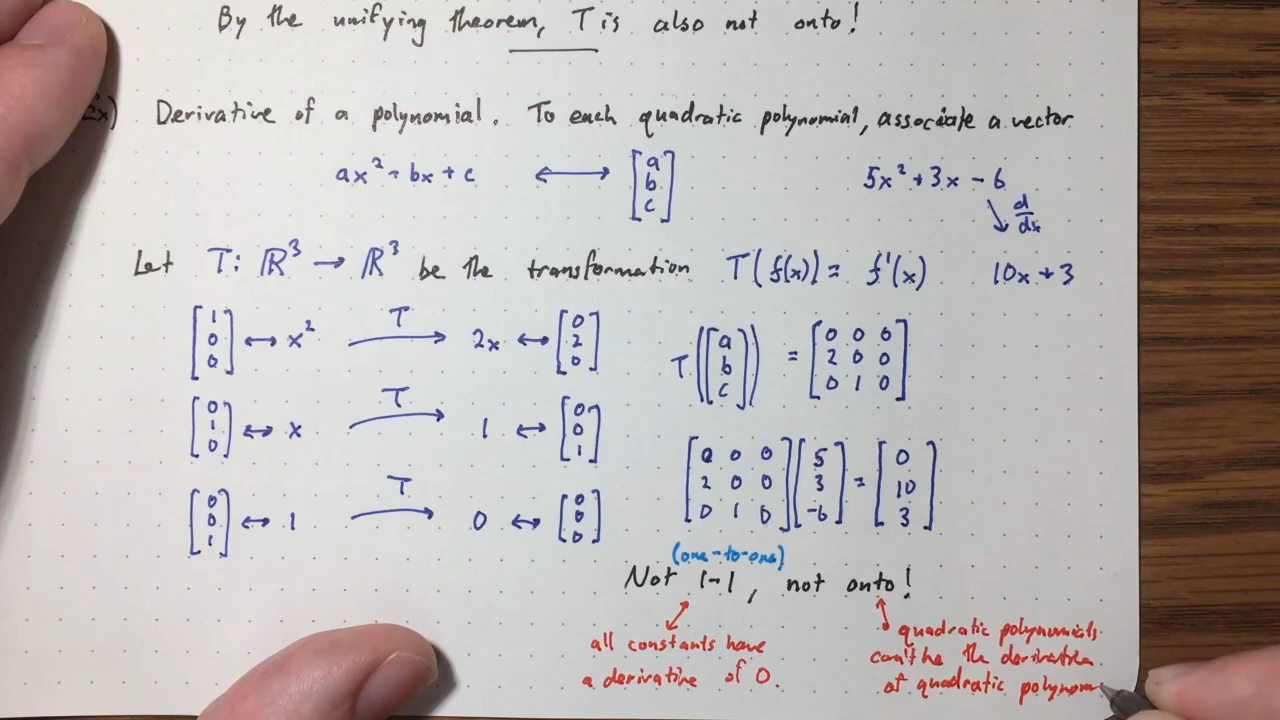 By the unifying theorem, T is also not onto!
Ex) Derivative of a polynomial. To each quadratic polynomial, associate a vector
ax² + bx + c ⟷ [a b c]
5x² + 3x − 6
d/dx
Let T: ℝ³ → ℝ³ be the transformation T(f(x)) = f'(x)
10x + 3
[1 0 0] ↔ x² T→ 2x ↔ [0 2 0]
T([a b c]) = [0 0 0; 2 0 0; 0 1 0]
[0 1 0] ↔ x T→ 1 ↔ [0 0 1]
[0 0 0; 2 0 0; 0 1 0] [5 3 -6] = [0 10 3]
[0 0 1] ↔ 1 T→ 0 ↔ [0 0 0]
(one-to-one)
Not 1-1, not onto!
all constants have
a derivative of 0.
quadratic polynomials
can't be the derivative
of quadratic polynom